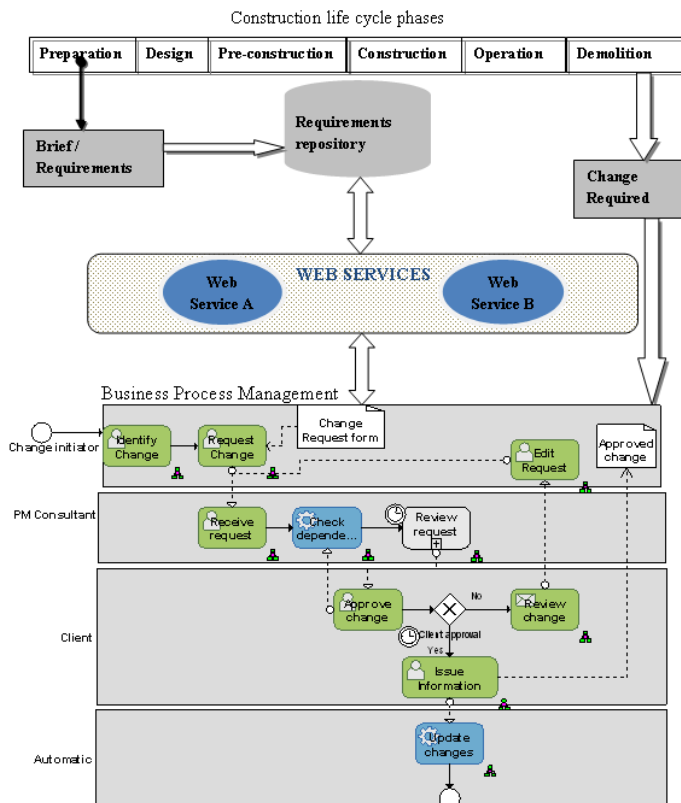 Construction life cycle phases
Preparation
Design
Pre-construction
Construction
Operation
Demolition
Brief /
Requirements
Requirements
repository
Change
Required
WEB SERVICES
Web
Service A
Web
Service B
Business Process Management
Change initiator
Identify
Change
Request
Change
Change
Request form
Edit
Request
Approved
change
PM Consultant
Receive
request
Check
depende...
Review
request
Client
Approve
change
No
Review
change
Client approval
Yes
Issue
Information
Automatic
Update
changes